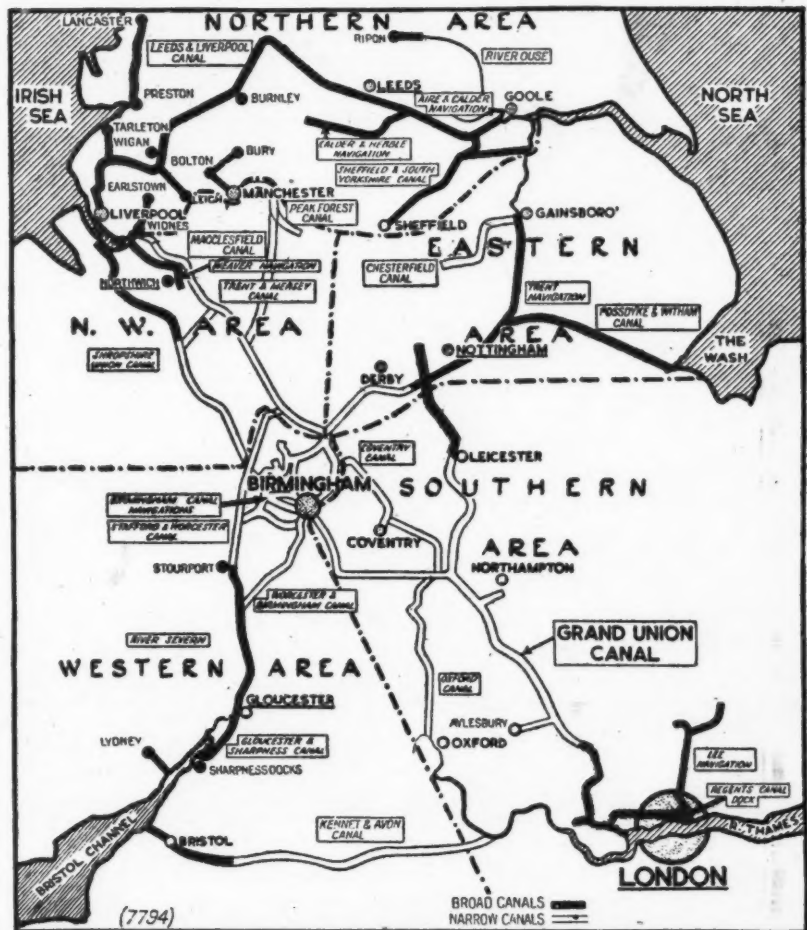 NORTHERN AREA
LANCASTER
RIPON
LEEDS & LIVERPOOL
CANAL
RIVER OUSE
IRISH
SEA
PRESTON
BURNLEY
LEEDS
AIRE & CALDER
NAVIGATION
GOOLE
NORTH
SEA
TARLETON
WIGAN
BOLTON
BURY
CALDER & HEBBLE
NAVIGATION
SHEFFIELD & SOUTH
YORKSHIRE CANAL
EARLSTOWN
LEIGH
MANCHESTER
LIVERPOOL
WIDNES
PEAK FOREST
CANAL
SHEFFIELD
GAINSBORO'
MACCLESFIELD
CANAL
EASTERN
CHESTERFIELD
CANAL
WEAVER NAVIGATION
NORTHWICH
TRENT & MERSEY
CANAL
TRENT
NAVIGATION
FOSSDYKE & WITHAM
CANAL
N. W. AREA
AREA
NOTTINGHAM
THE
WASH
SHROPSHIRE
UNION CANAL
DERBY
COVENTRY
CANAL
LEICESTER
BIRMINGHAM
SOUTHERN
BIRMINGHAM CANAL
NAVIGATIONS
STAFFORD & WORCESTER
CANAL
COVENTRY
AREA
STOURPORT
NORTHAMPTON
WORCESTER &
BIRMINGHAM CANAL
GRAND UNION
CANAL
RIVER SEVERN
WESTERN AREA
OXFORD
CANAL
GLOUCESTER
AYLESBURY
LYDNEY
GLOUCESTER &
SHARPNESS CANAL
OXFORD
SHARPNESS DOCKS
LEE
NAVIGATION
REGENTS CANAL
DOCK
KENNET & AVON
CANAL
R. THAMES
BRISTOL CHANNEL
BRISTOL
LONDON
BROAD CANALS
(7794)
NARROW CANALS